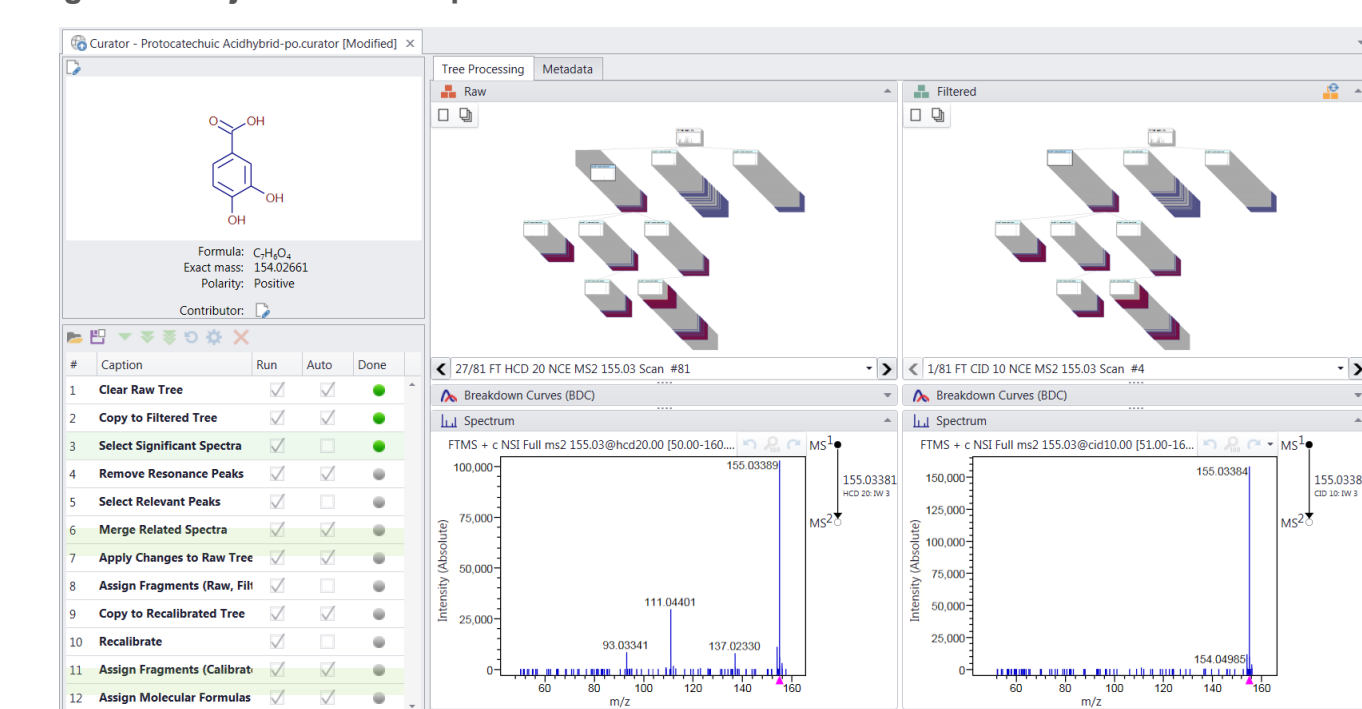 Curator - Protocatechuic Acidhybrid-po.curator [Modified] ×
O
OH
OH
OH
Formula: C₇H₆O₄
Exact mass: 154.02661
Polarity: Positive
Contributor:
# Caption Run Auto Done
1 Clear Raw Tree
2 Copy to Filtered Tree
3 Select Significant Spectra
4 Remove Resonance Peaks
5 Select Relevant Peaks
6 Merge Related Spectra
7 Apply Changes to Raw Tree
8 Assign Fragments (Raw, Filt
9 Copy to Recalibrated Tree
10 Recalibrate
11 Assign Fragments (Calibrat
12 Assign Molecular Formulas
Tree Processing Metadata
Raw
27/81 FT HCD 20 NCE MS2 155.03 Scan #81
Breakdown Curves (BDC)
Spectrum
FTMS + c NSI Full ms2 155.03@hcd20.00 [50.00-160....
MS1
155.03381
HCD 20: IW 3
MS2
Intensity (Absolute)
100,000
75,000
50,000
25,000
0
155.03389
111.04401
93.03341
137.02330
60 80 100 120 140 160
m/z
Filtered
1/81 FT CID 10 NCE MS2 155.03 Scan #4
Breakdown Curves (BDC)
Spectrum
FTMS + c NSI Full ms2 155.03@cid10.00 [51.00-16...
MS1
155.0338
CID 10: IW 3
MS2
Intensity (Absolute)
150,000
125,000
100,000
75,000
50,000
25,000
0
155.03384
154.04985
60 80 100 120 140 160
m/z